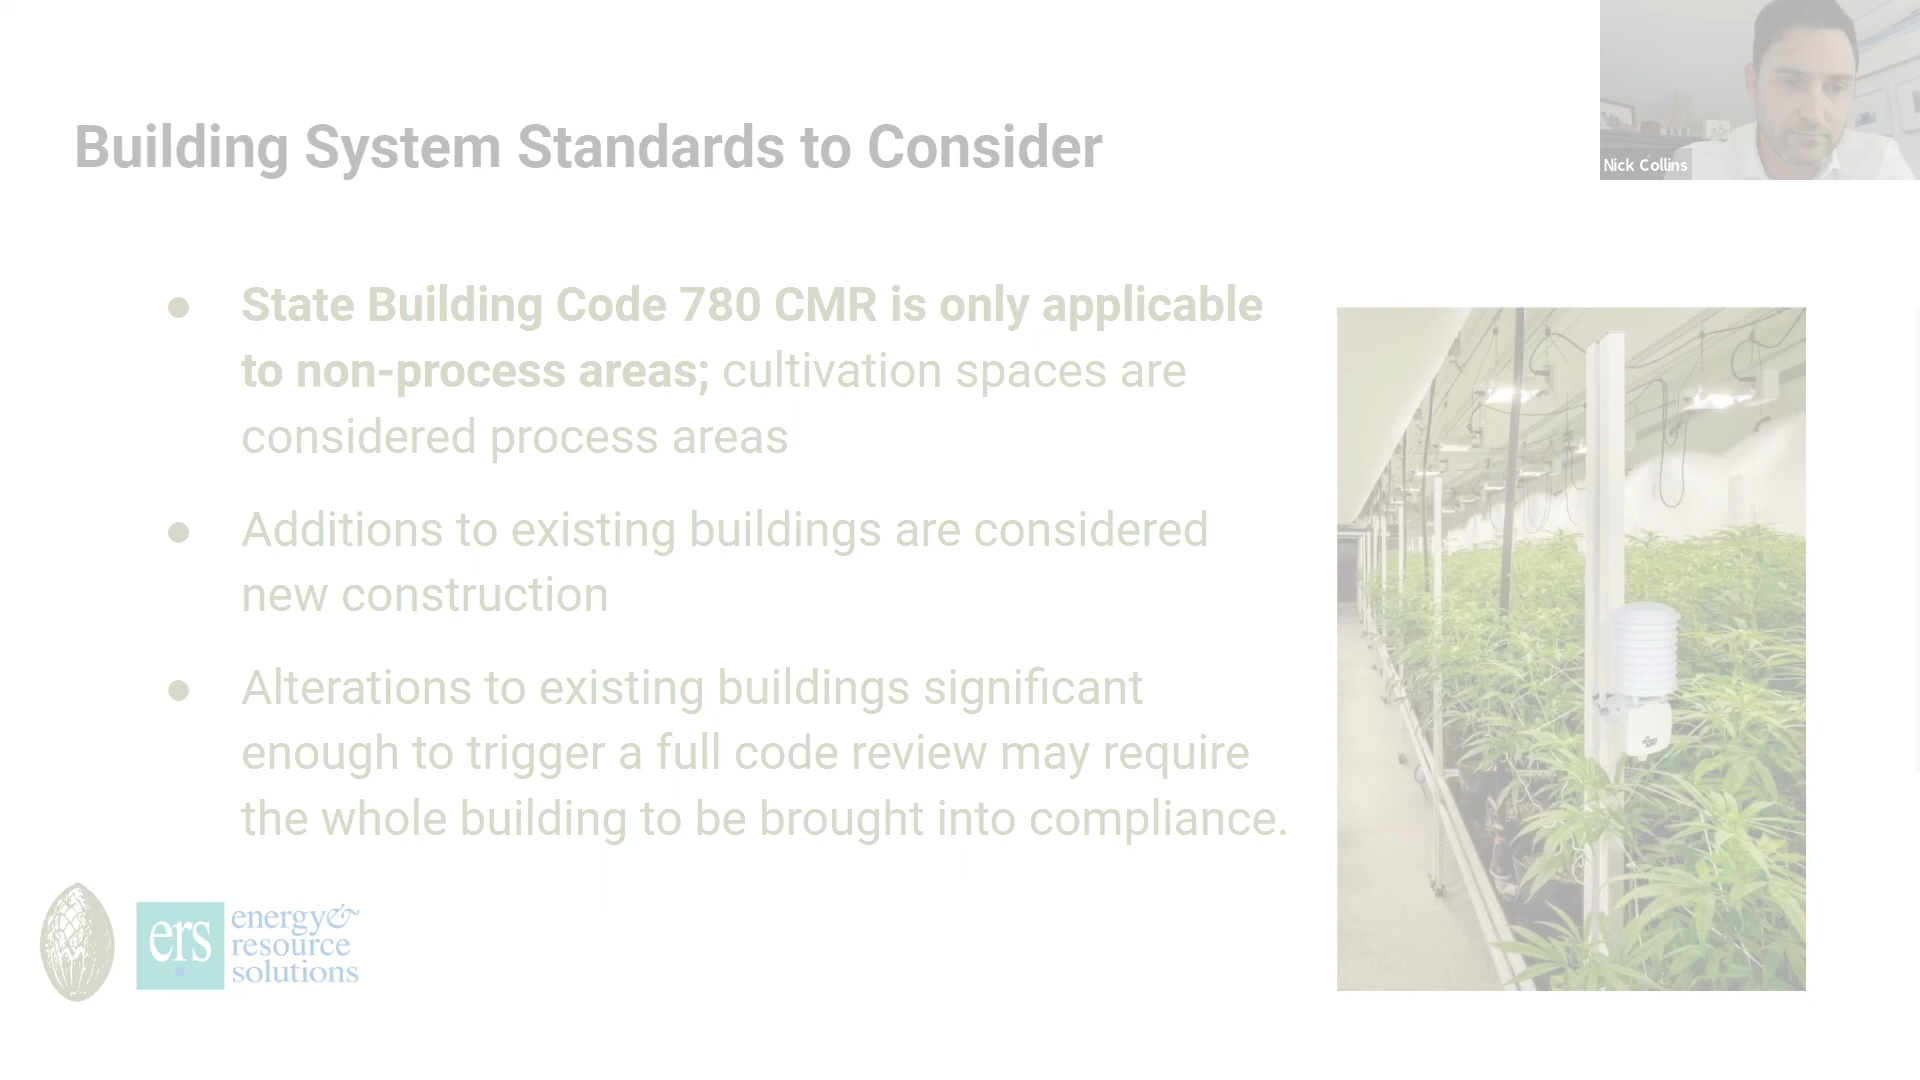 Building System Standards to Consider
Nick Collins
● State Building Code 780 CMR is only applicable
to non-process areas; cultivation spaces are
considered process areas
● Additions to existing buildings are considered
new construction
● Alterations to existing buildings significant
enough to trigger a full code review may require
the whole building to be brought into compliance.
ers
energy&
resource
solutions